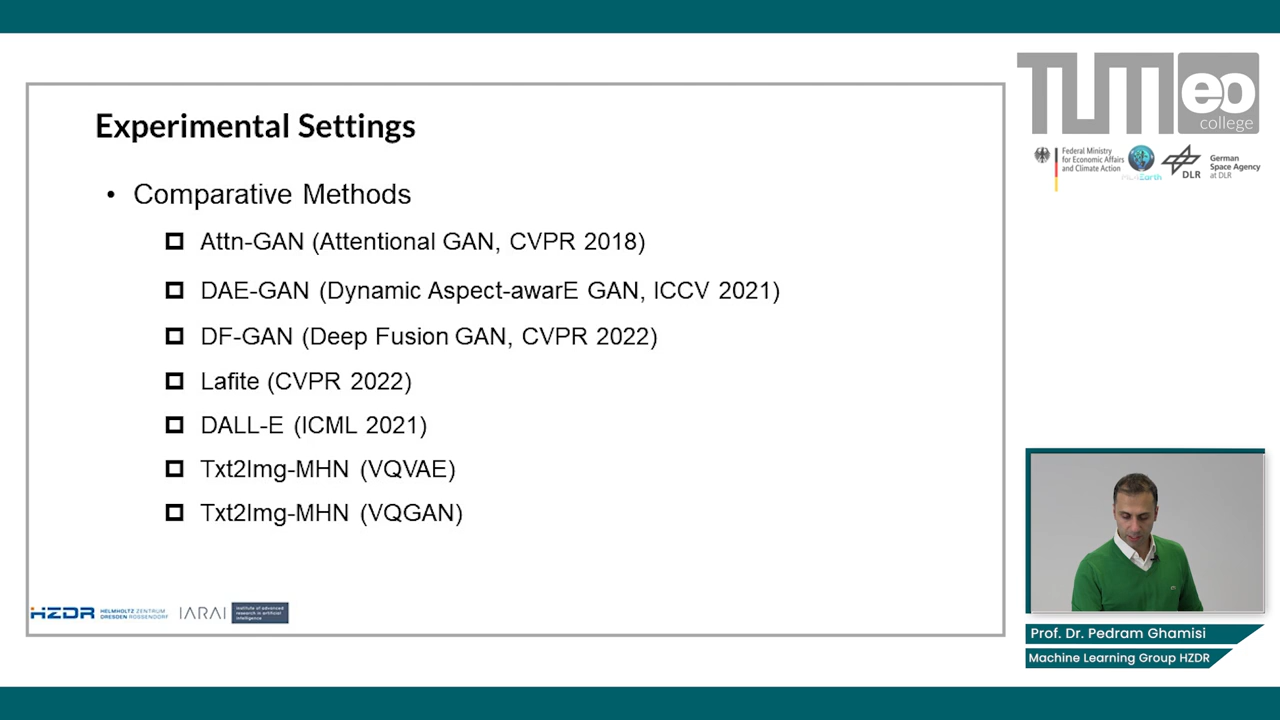 Experimental Settings
• Comparative Methods
Attn-GAN (Attentional GAN, CVPR 2018)
DAE-GAN (Dynamic Aspect-awarE GAN, ICCV 2021)
DF-GAN (Deep Fusion GAN, CVPR 2022)
Lafite (CVPR 2022)
DALL-E (ICML 2021)
Txt2Img-MHN (VQVAE)
Txt2Img-MHN (VQGAN)
HZDR HELMHOLTZ ZENTRUM
DRESDEN ROSSENDORF
IARAI
institute of advanced
research in artificial
intelligence
TUM
eo
college
Federal Ministry
for Economic Affairs
and Climate Action
ML4Earth
DLR
German
Space Agency
at DLR
Prof. Dr. Pedram Ghamisi
Machine Learning Group HZDR